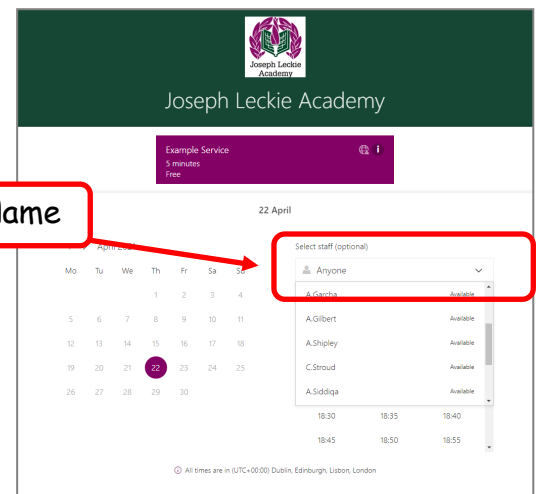 Joseph Leckie
Academy
Joseph Leckie Academy
Example Service
5 minutes
Free
i
22 April
Select staff (optional)
Anyone
Mo Tu We Th Fr Sa
1 2 3 4
5 6 7 8 9 10 11
12 13 14 15 16 17 18
19 20 21 22 23 24 25
26 27 28 29 30
A.Garcha Available
A.Gilbert Available
A.Shipley Available
C.Stroud Available
A.Siddiqa Available
18:30 18:35 18:40
18:45 18:50 18:55
All times are in (UTC+00:00) Dublin, Edinburgh, Lisbon, London